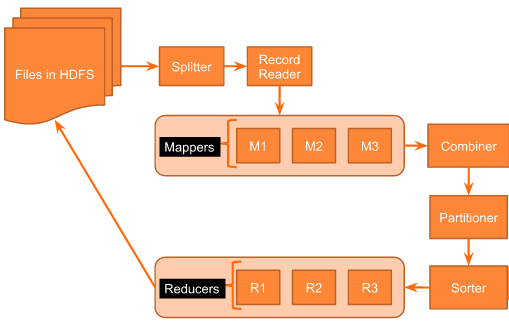 Files in HDFS
Splitter
Record
Reader
Mappers
M1
M2
M3
Combiner
Partitioner
Sorter
Reducers
R1
R2
R3